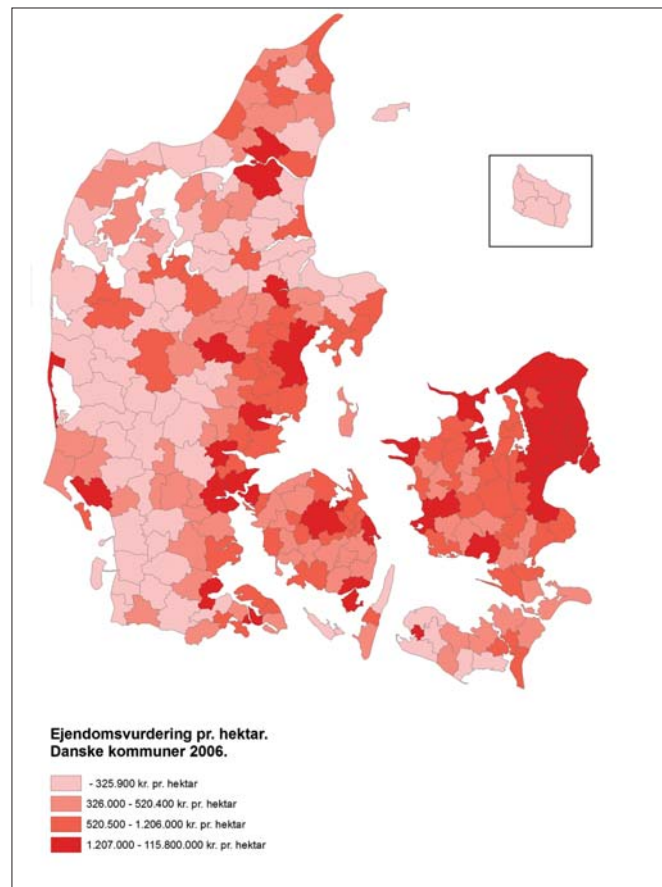 Ejendomsvurdering pr. hektar.
Danske kommuner 2006.
- 325.900 kr. pr. hektar
326.000 - 520.400 kr. pr. hektar
520.500 - 1.206.000 kr. pr. hektar
1.207.000 - 115.800.000 kr. pr. hektar